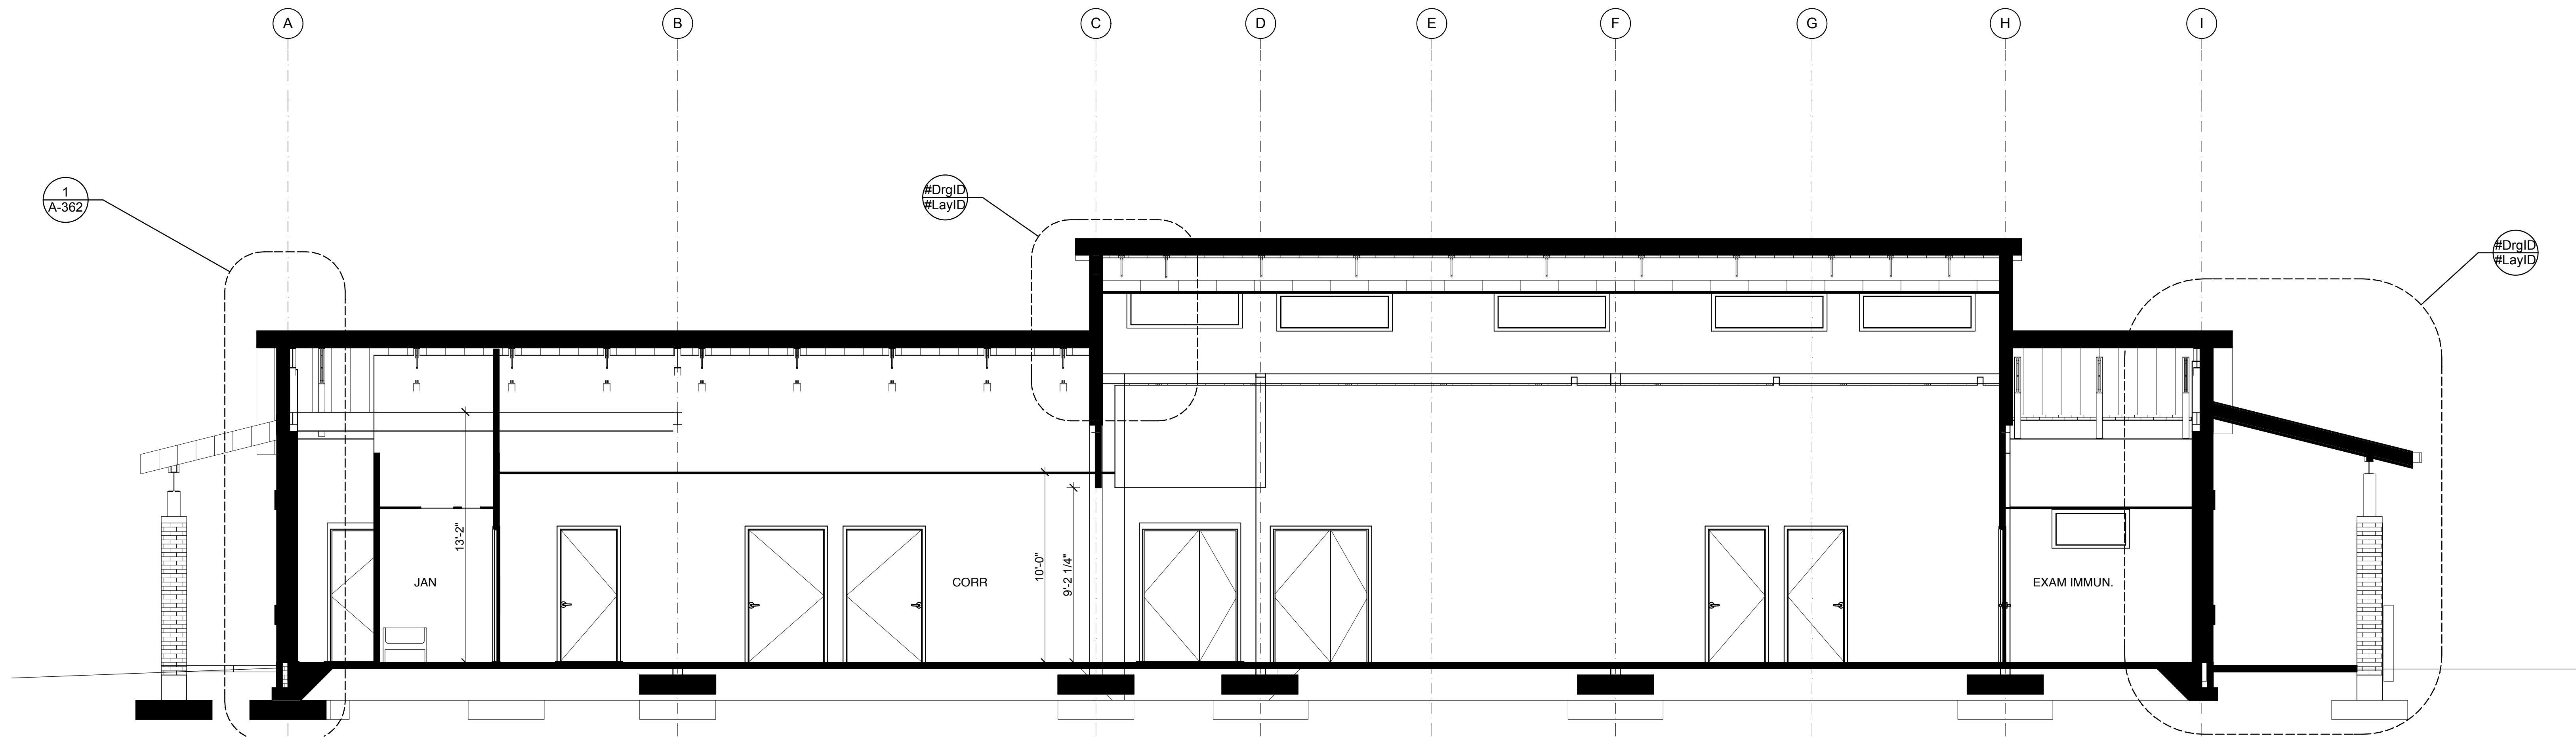 A
B
C
D
E
F
G
H
I
1
A-362
#DrgID
#LayID
#DrgID
#LayID
13'-2"
10'-0"
9'-2 1/4"
JAN
CORR
EXAM IMMUN.